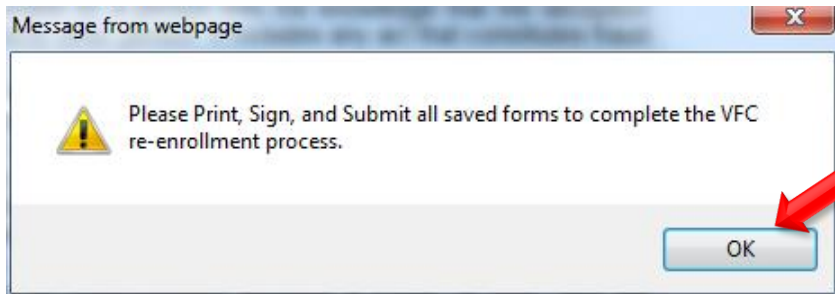 Message from webpage
Please Print, Sign, and Submit all saved forms to complete the VFC
re-enrollment process.
OK